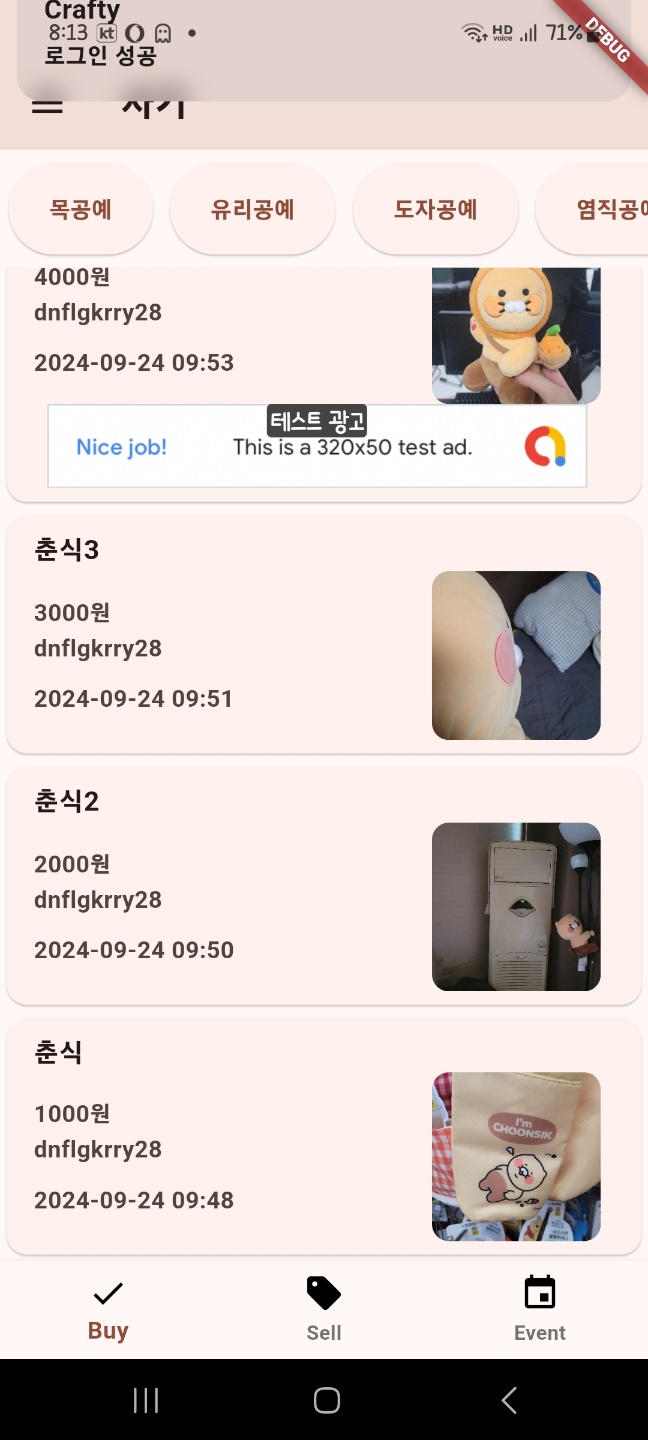 Crafty
8:13 kt
HD voice 71%
DEBUG
로그인 성공
사기
목공예 유리공예 도자공예 염직공예
4000원
dnflgkrry28
2024-09-24 09:53
테스트 광고
Nice job! This is a 320x50 test ad.
춘식3
3000원
dnflgkrry28
2024-09-24 09:51
춘식2
2000원
dnflgkrry28
2024-09-24 09:50
춘식
1000원
dnflgkrry28
2024-09-24 09:48
I'm
CHOONSIK
Buy Sell Event